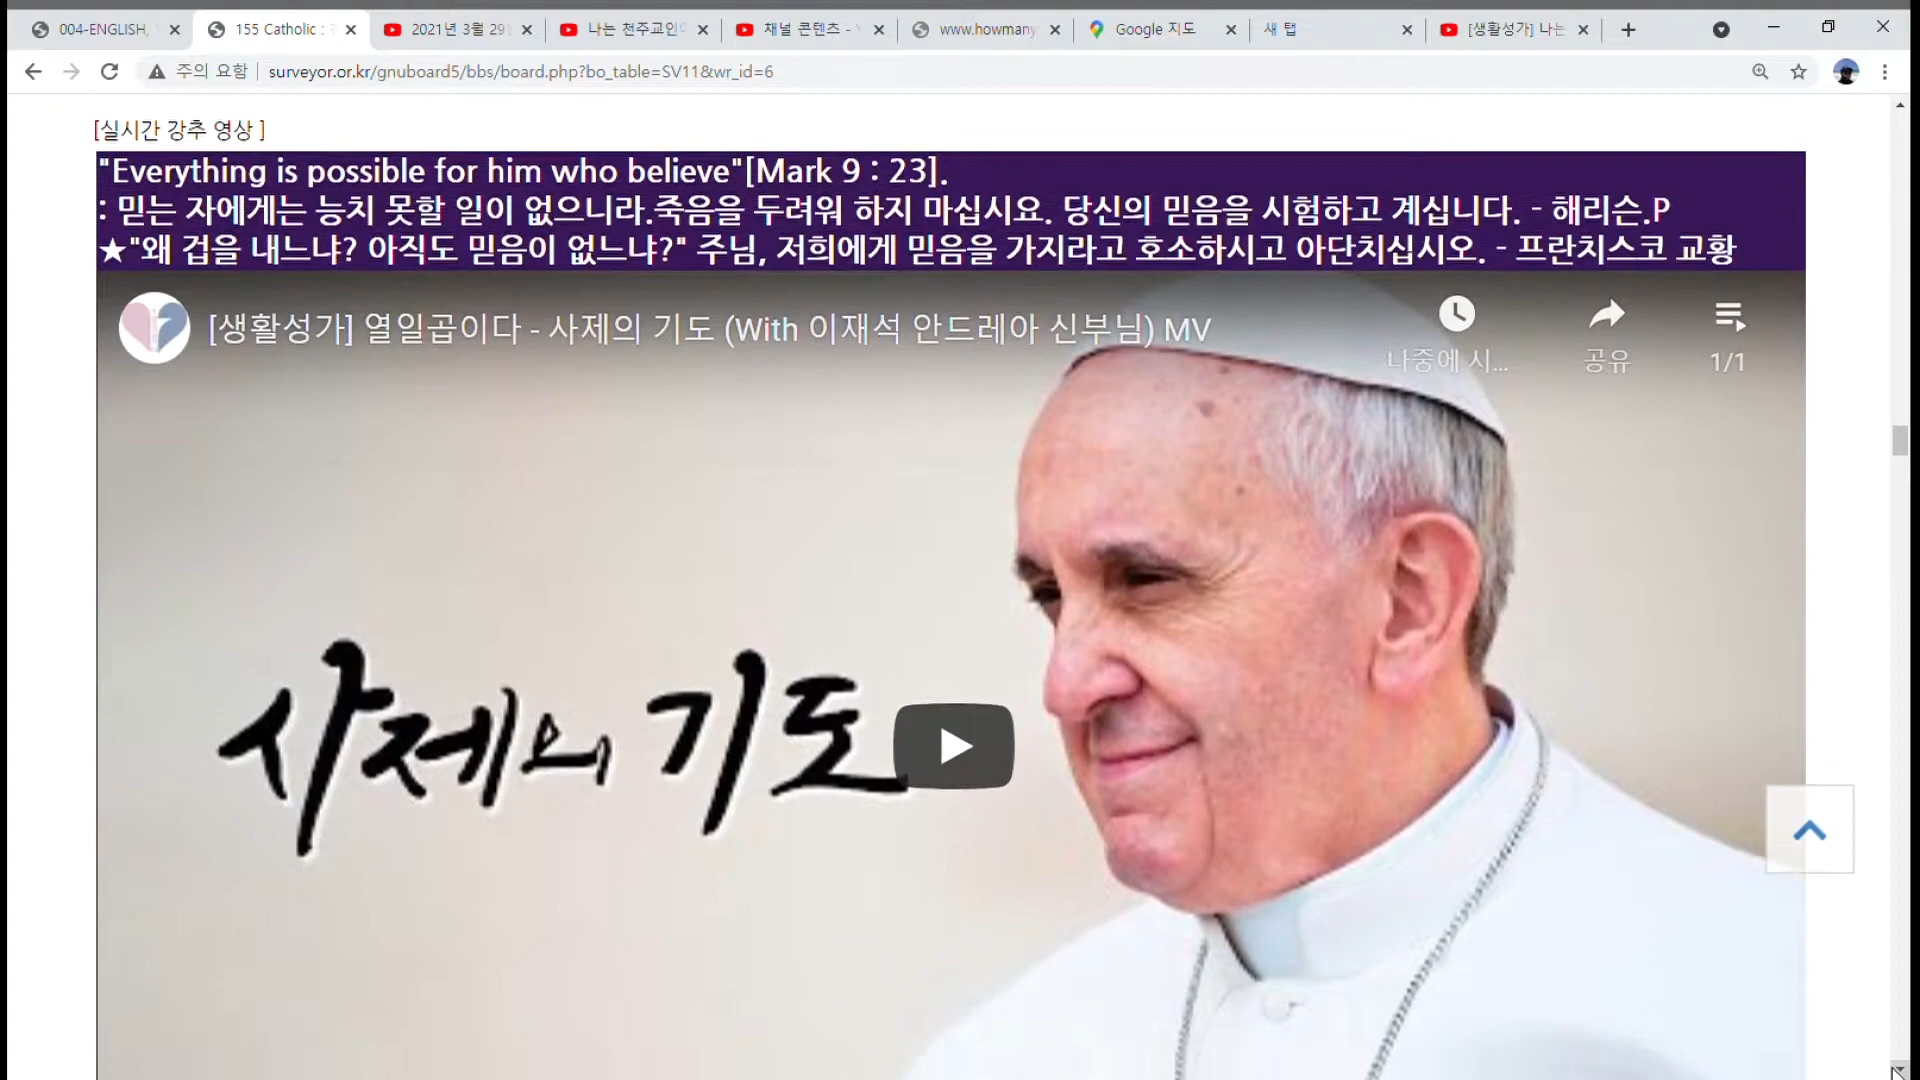 004-ENGLISH,
155 Catholic :
2021년 3월 29
나는 천주교인
채널 콘텐츠 -
www.howmany
Google 지도
새 탭
[생활성가] 나는
주의 요함
surveyor.or.kr/gnuboard5/bbs/board.php?bo_table=SV11&wr_id=6
[실시간 강추 영상 ]
"Everything is possible for him who believe"[Mark 9 : 23].
: 믿는 자에게는 능치 못할 일이 없으니라.죽음을 두려워 하지 마십시요. 당신의 믿음을 시험하고 계십니다. - 해리슨.P
★"왜 겁을 내느냐? 아직도 믿음이 없느냐?" 주님, 저희에게 믿음을 가지라고 호소하시고 아단치십시오. - 프란치스코 교황
[생활성가] 열일곱이다 - 사제의 기도 (With 이재석 안드레아 신부님) MV
나중에 시...
공유
1/1
사제의 기도